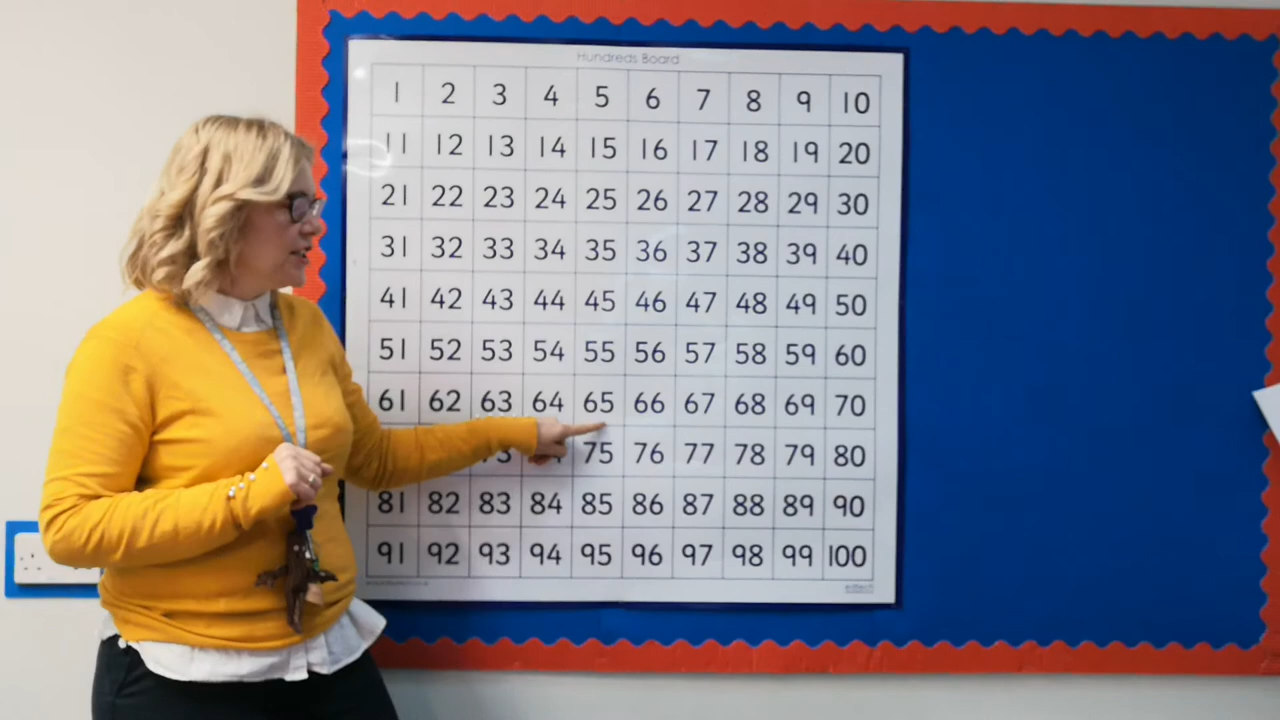 Hundreds Board
1 2 3 4 5 6 7 8 9 10
11 12 13 14 15 16 17 18 19 20
21 22 23 24 25 26 27 28 29 30
31 32 33 34 35 36 37 38 39 40
41 42 43 44 45 46 47 48 49 50
51 52 53 54 55 56 57 58 59 60
61 62 63 64 65 66 67 68 69 70
75 76 77 78 79 80
81 82 83 84 85 86 87 88 89 90
91 92 93 94 95 96 97 98 99 100